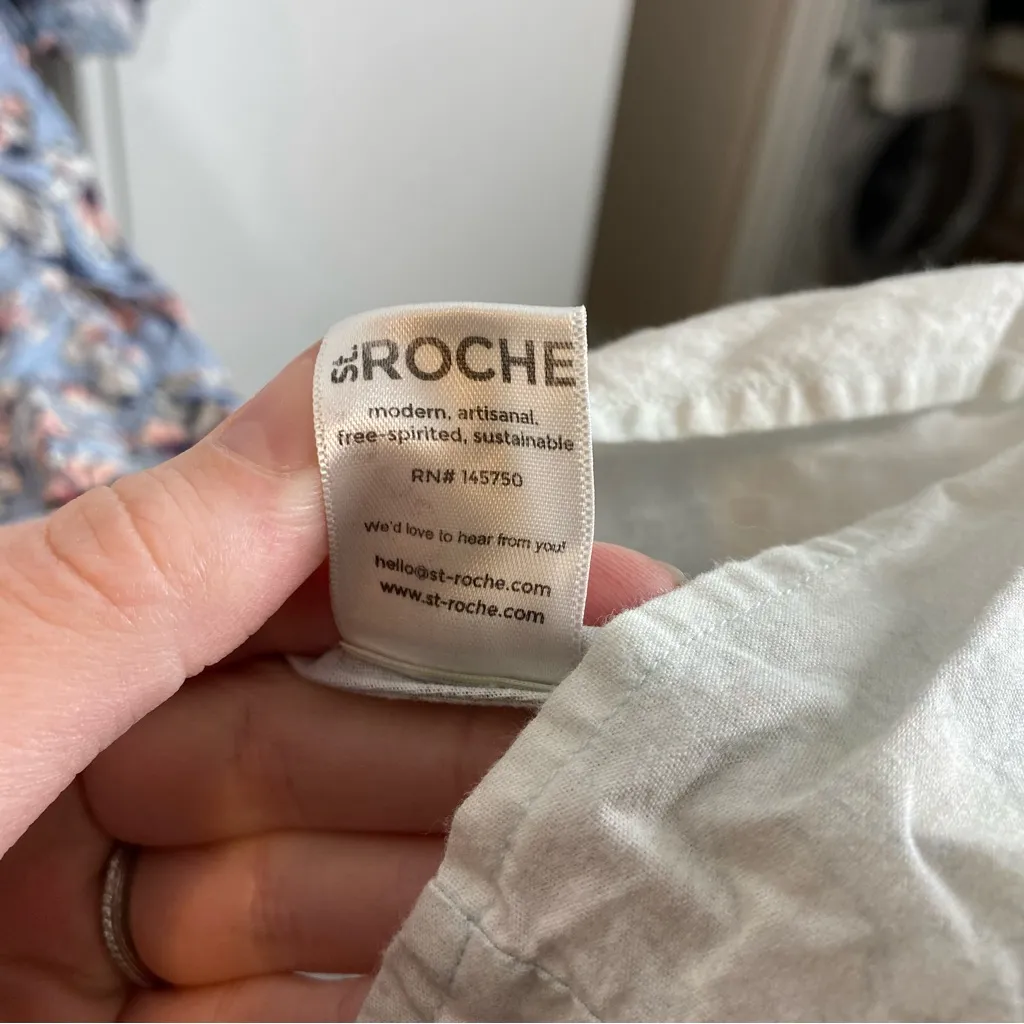 st. ROCHE
modern, artisanal,
free-spirited, sustainable
RN# 145750
We'd love to hear from you!
hello@st-roche.com
www.st-roche.com